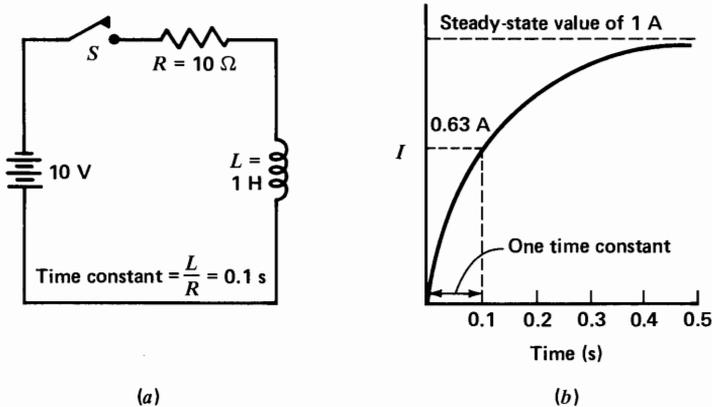 S
R = 10 Ω
10 V
L =
1 H
Time constant = L/R = 0.1 s
(a)
Steady-state value of 1 A
0.63 A
I
One time constant
0.1 0.2 0.3 0.4 0.5
Time (s)
(b)